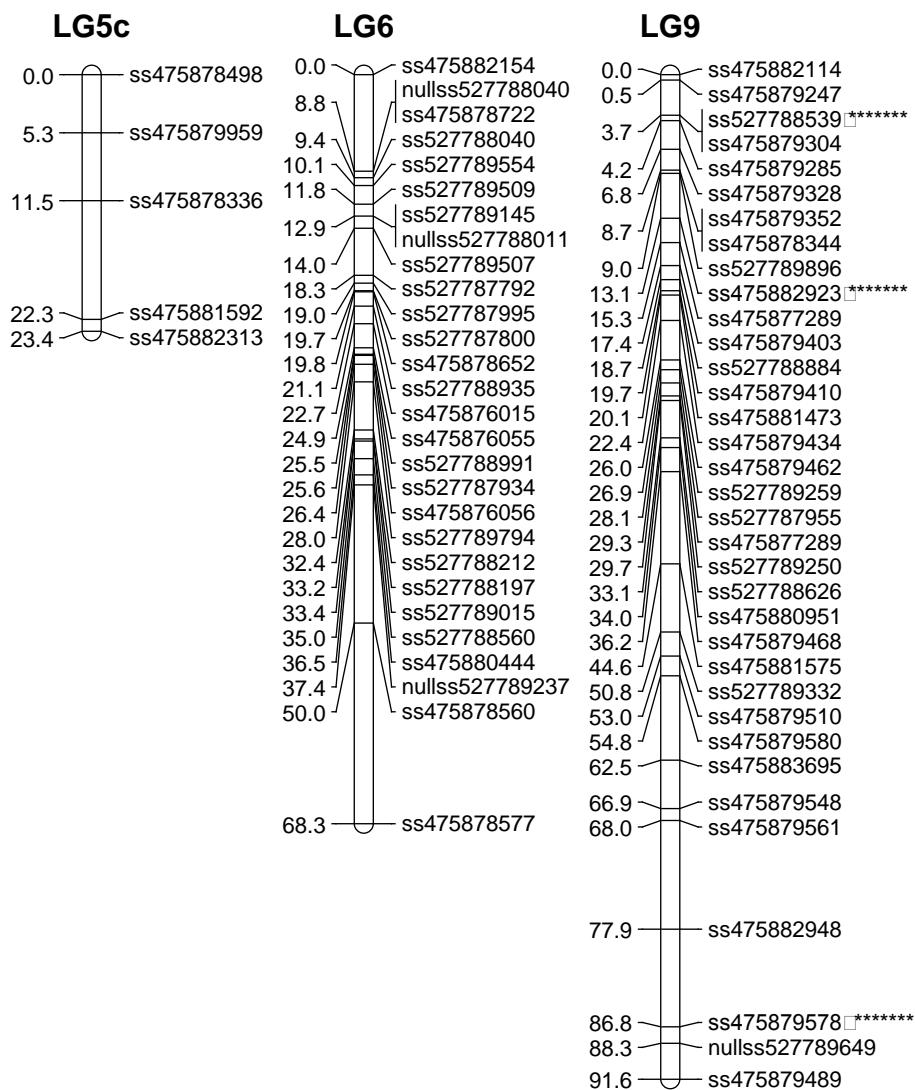 LG5c
0.0 ss475878498
5.3 ss475879959
11.5 ss475878336
22.3 ss475881592
23.4 ss475882313
LG6
0.0 ss475882154
8.8 nullss527788040
ss475878722
9.4 ss527788040
10.1 ss527789554
11.8 ss527789509
12.9 ss527789145
nullss527788011
14.0 ss527789507
18.3 ss527787792
19.0 ss527787995
19.7 ss527787800
19.8 ss475878652
21.1 ss527788935
22.7 ss475876015
24.9 ss475876055
25.5 ss527788991
25.6 ss527787934
26.4 ss475876056
28.0 ss527789794
32.4 ss527788212
33.2 ss527788197
33.4 ss527789015
35.0 ss527788560
36.5 ss475880444
37.4 nullss527789237
50.0 ss475878560
68.3 ss475878577
LG9
0.0 ss475882114
0.5 ss475879247
3.7 ss527788539□*******
ss475879304
4.2 ss475879285
6.8 ss475879328
8.7 ss475879352
ss475878344
9.0 ss527789896
13.1 ss475882923□*******
15.3 ss475877289
17.4 ss475879403
18.7 ss527788884
19.7 ss475879410
20.1 ss475881473
22.4 ss475879434
26.0 ss475879462
26.9 ss527789259
28.1 ss527787955
29.3 ss475877289
29.7 ss527789250
33.1 ss527788626
34.0 ss475880951
36.2 ss475879468
44.6 ss475881575
50.8 ss527789332
53.0 ss475879510
54.8 ss475879580
62.5 ss475883695
66.9 ss475879548
68.0 ss475879561
77.9 ss475882948
86.8 ss475879578□*******
88.3 nullss527789649
91.6 ss475879489